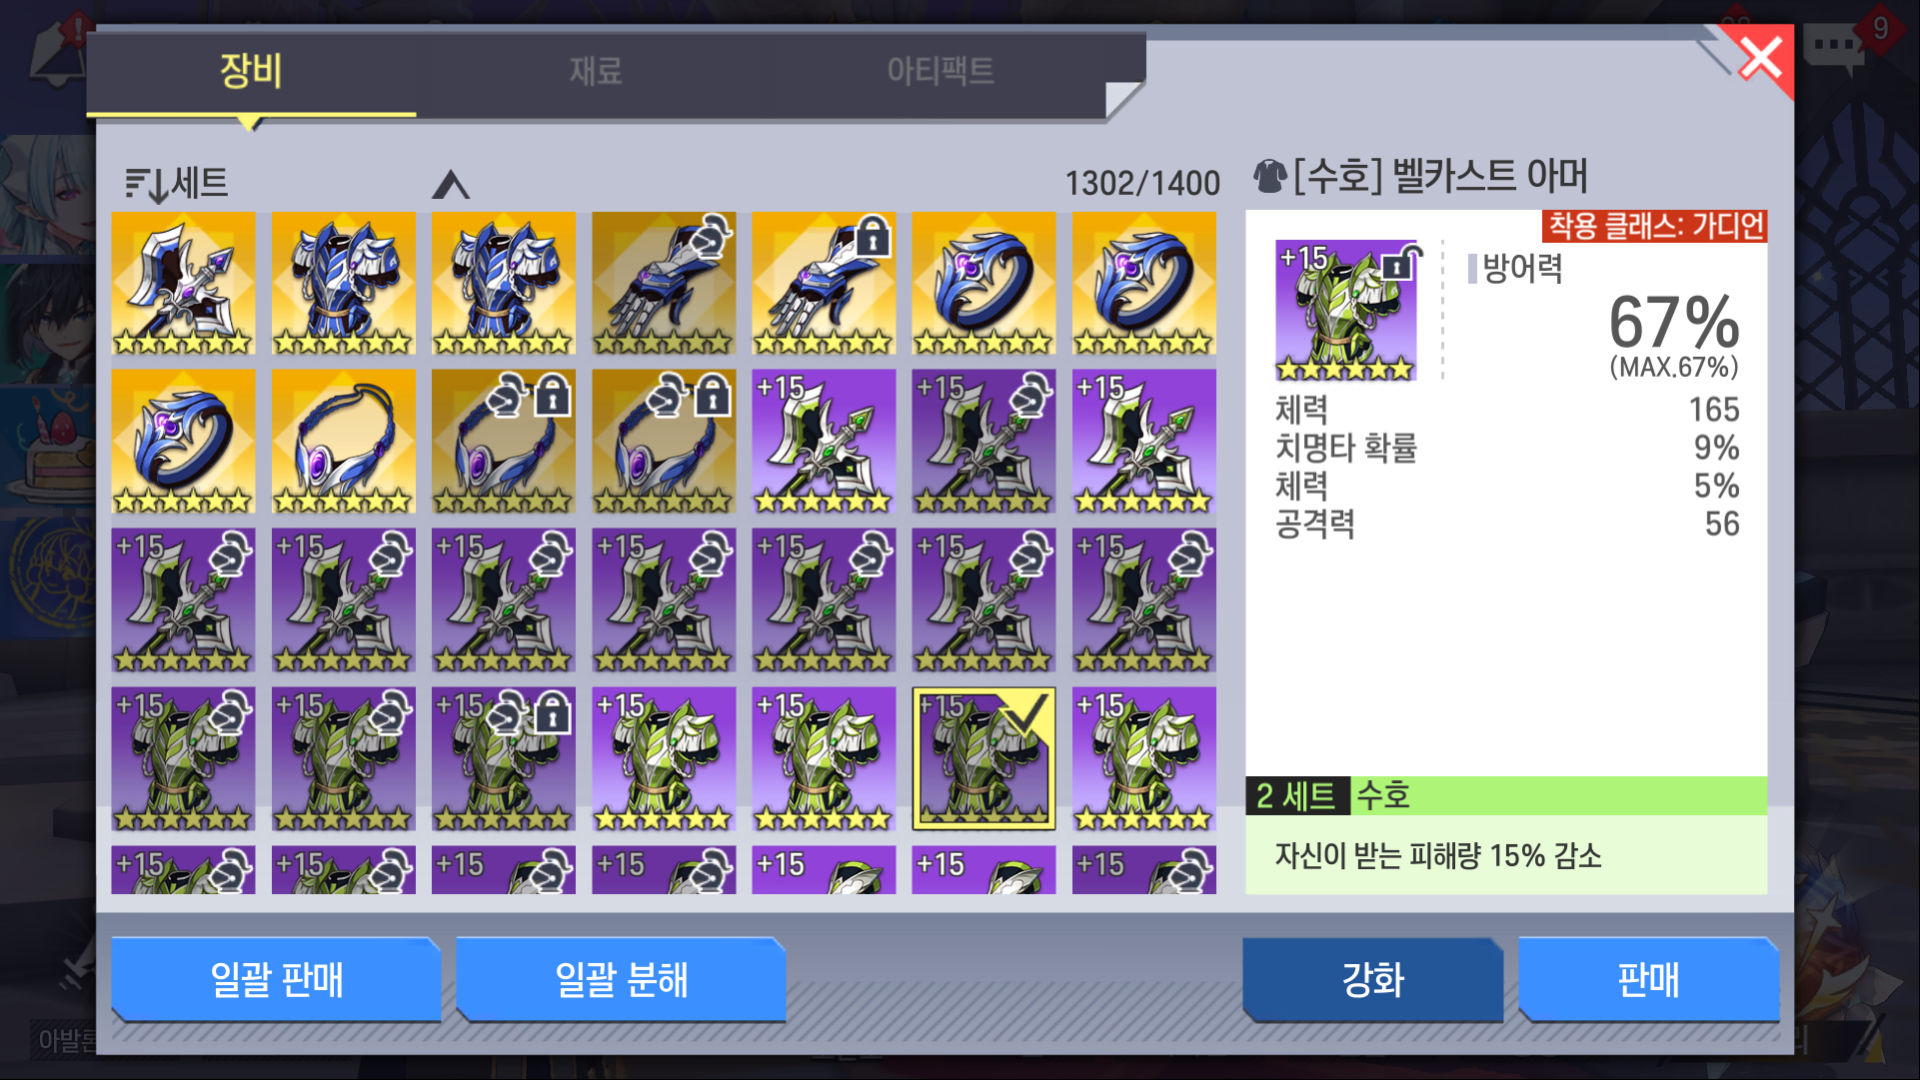 장비
재료
아티팩트
9
세트
1302/1400
[수호] 벨카스트 아머
착용 클래스: 가디언
+15
방어력
67%
(MAX.67%)
체력 165
치명타 확률 9%
체력 5%
공격력 56
+15 +15 +15
+15 +15 +15 +15 +15 +15 +15
+15 +15 +15 +15 +15 +15 +15
+15 +15 +15 +15 +15 +15 +15
2 세트 수호
자신이 받는 피해량 15% 감소
일괄 판매
일괄 분해
강화
판매
아발론